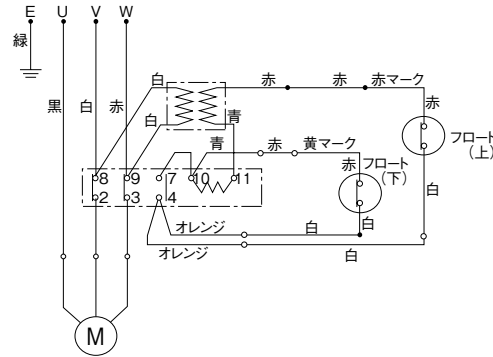 E U V W
緑
黒
白
赤
白
白
青
赤
赤
赤マーク
赤
フロート
（上）
白
青
赤
黄マーク
赤
フロート
（下）
白
8 9 7 10 11
2 3 4
オレンジ
白
オレンジ
白
M